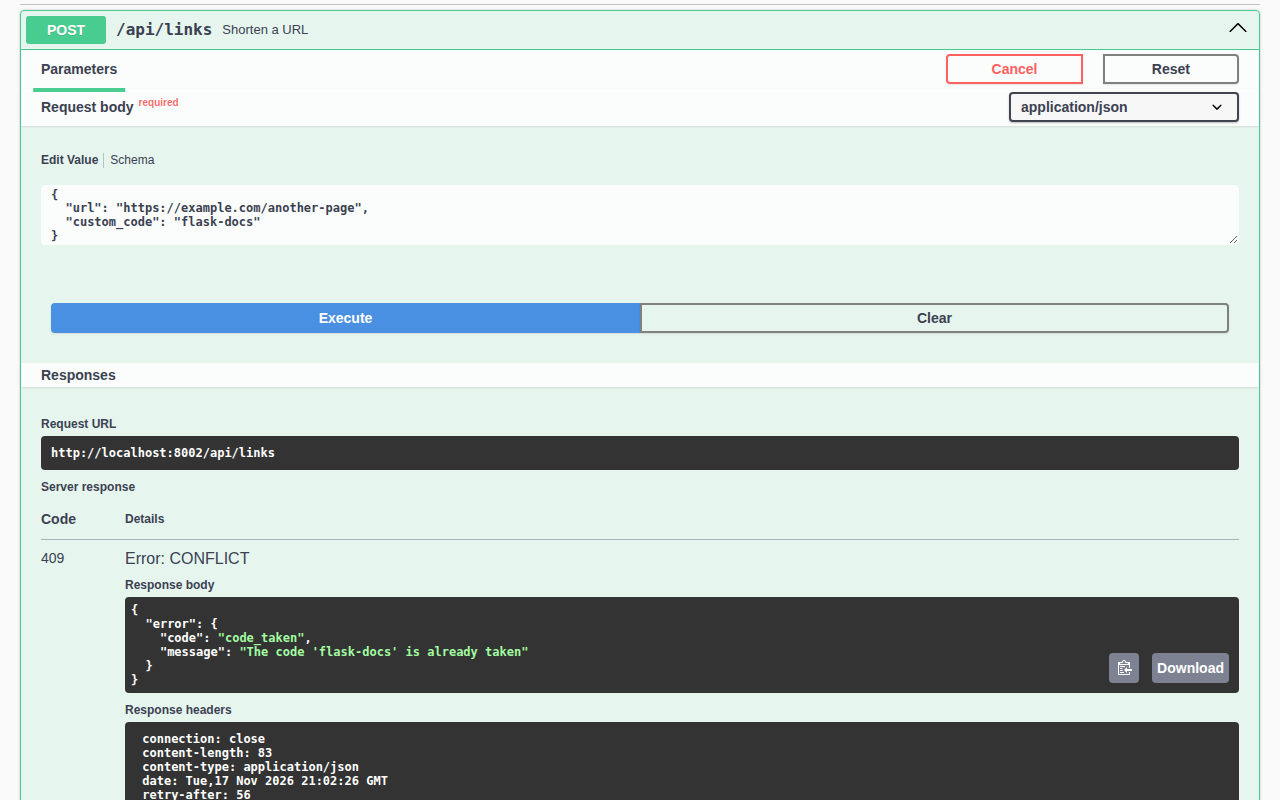 POST /api/links Shorten a URL
Parameters
Cancel
Reset
Request body required
application/json
Edit Value
Schema
{
  "url": "https://example.com/another-page",
  "custom_code": "flask-docs"
}
Execute
Clear
Responses
Request URL
http://localhost:8002/api/links
Server response
Code
Details
409
Error: CONFLICT
Response body
{
  "error": {
    "code": "code_taken",
    "message": "The code 'flask-docs' is already taken"
  }
}
Download
Response headers
connection: close
content-length: 83
content-type: application/json
date: Tue,17 Nov 2026 21:02:26 GMT
retry-after: 56